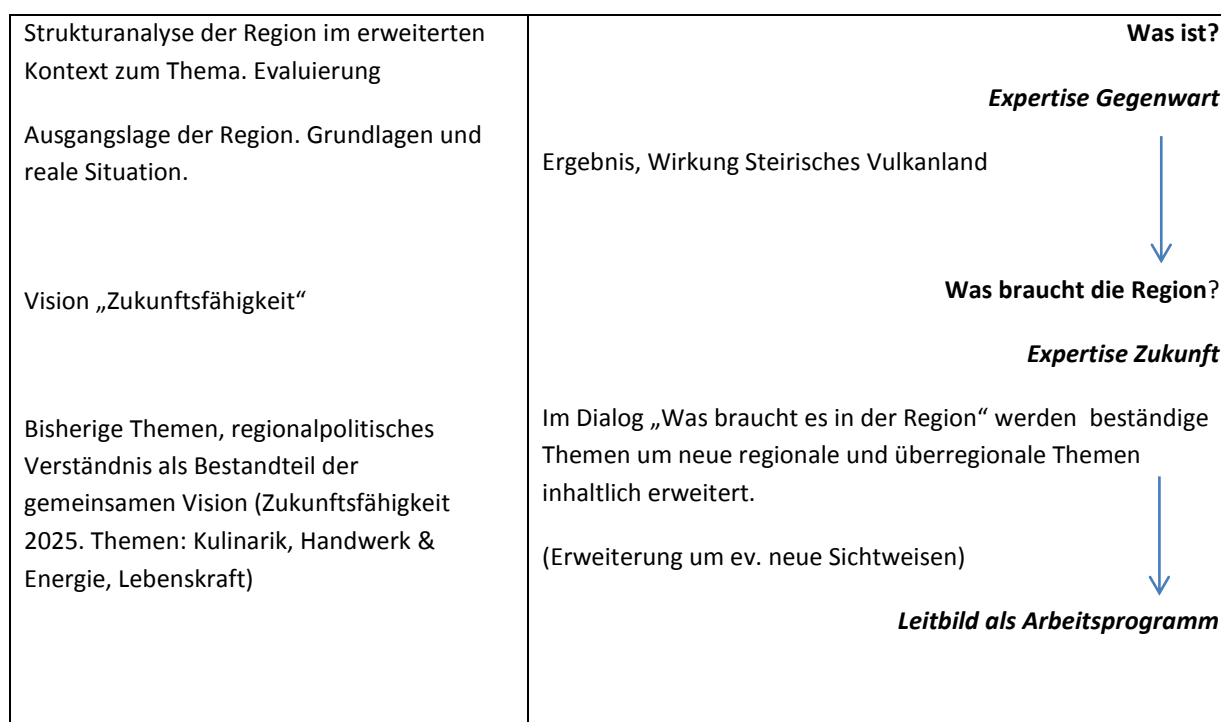 Strukturanalyse der Region im erweiterten
Kontext zum Thema. Evaluierung
Ausgangslage der Region. Grundlagen und
reale Situation.
Vision „Zukunftsfähigkeit“
Bisherige Themen, regionalpolitisches
Verständnis als Bestandteil der
gemeinsamen Vision (Zukunftsfähigkeit
2025. Themen: Kulinarik, Handwerk &
Energie, Lebenskraft)
Was ist?
Expertise Gegenwart
Ergebnis, Wirkung Steirisches Vulkanland
Was braucht die Region?
Expertise Zukunft
Im Dialog „Was braucht es in der Region“ werden beständige
Themen um neue regionale und überregionale Themen
inhaltlich erweitert.
(Erweiterung um ev. neue Sichtweisen)
Leitbild als Arbeitsprogramm